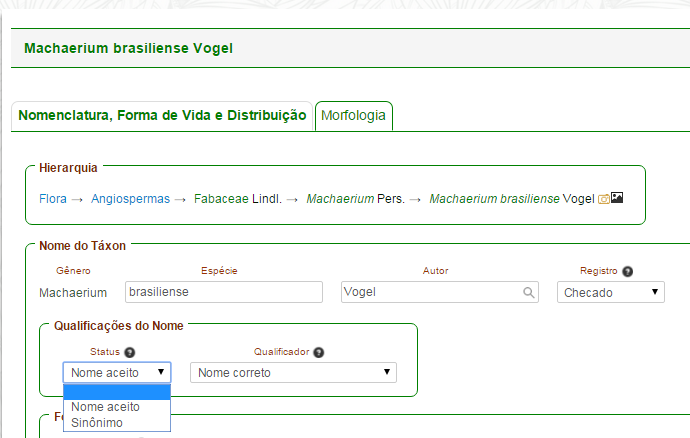 Machaerium brasiliense Vogel
Nomenclatura, Forma de Vida e Distribuição Morfologia
Hierarquia
Flora → Angiospermas → Fabaceae Lindl. → Machaerium Pers. → Machaerium brasiliense Vogel
Nome do Táxon
Gênero Espécie Autor Registro ?
Machaerium brasiliense Vogel Checado
Qualificações do Nome
Status ? Qualificador ?
Nome aceito Nome correto
Nome aceito
Sinônimo